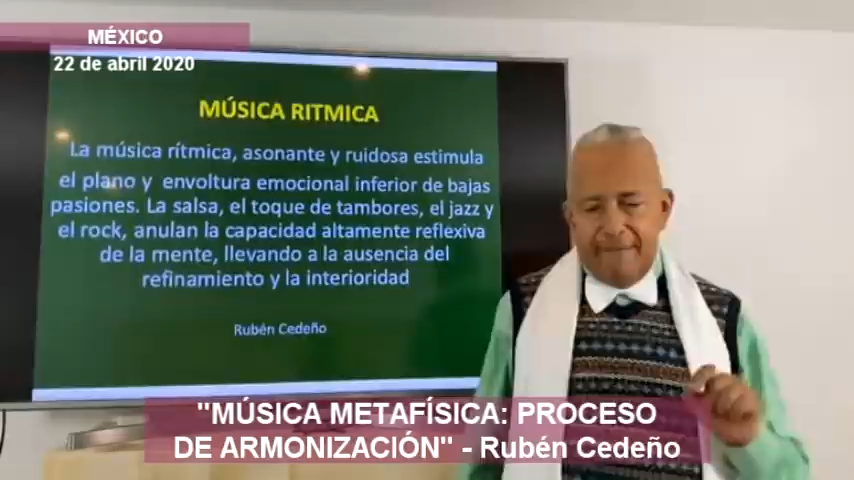 MÉXICO
22 de abril 2020
MÚSICA RITMICA
La música rítmica, asonante y ruidosa estimula
el plano y envoltura emocional inferior de bajas
pasiones. La salsa, el toque de tambores, el jazz y
el rock, anulan la capacidad altamente reflexiva
de la mente, llevando a la ausencia del
refinamiento y la interioridad
Rubén Cedeño
"MÚSICA METAFÍSICA: PROCESO
DE ARMONIZACIÓN" - Rubén Cedeño